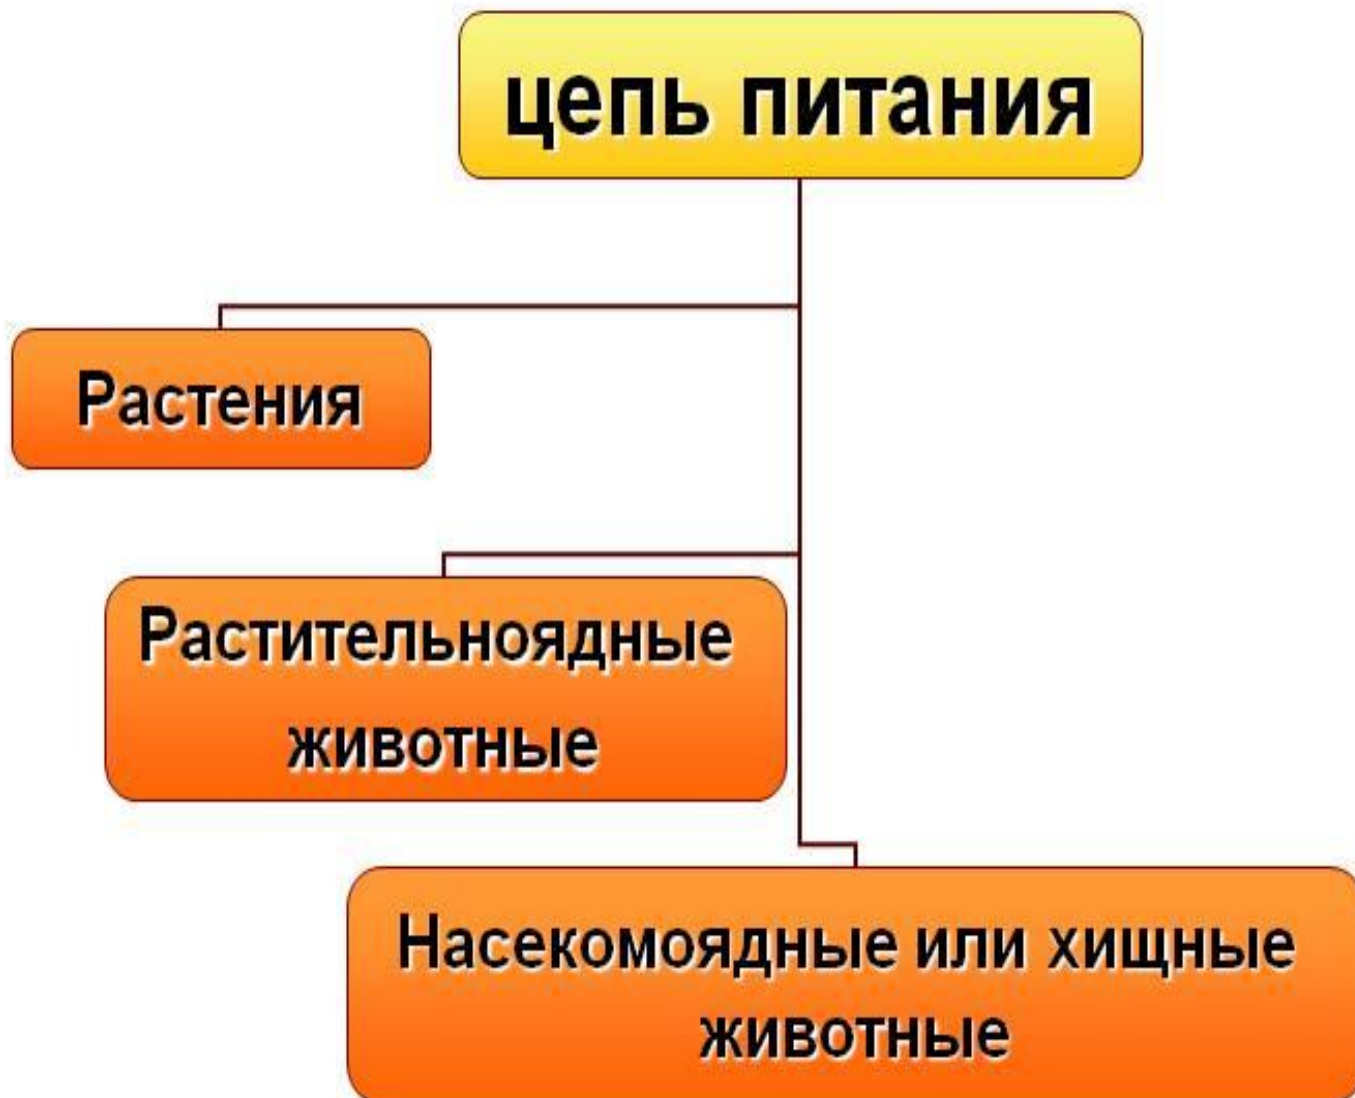 цепь питания
Растения
Растительноядные
животные
Насекомоядные или хищные
животные